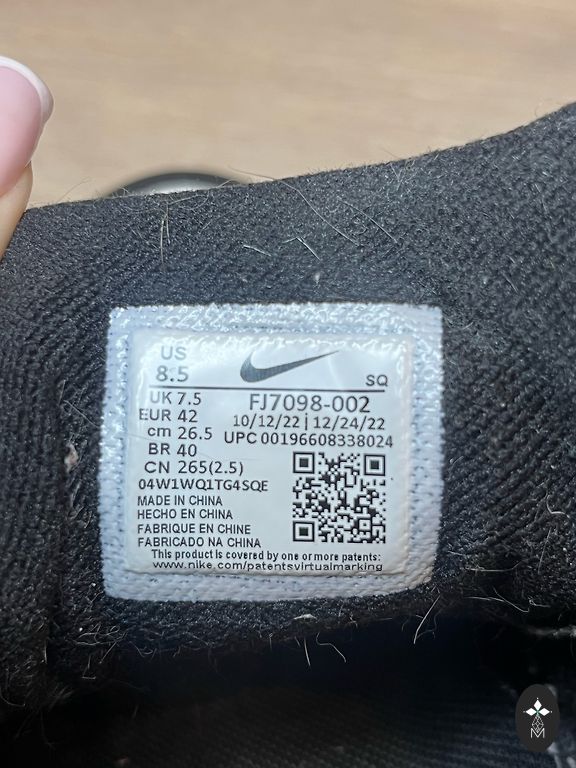 US
8.5
SQ
UK 7.5
FJ7098-002
EUR 42
10/12/22 | 12/24/22
cm 26.5
UPC 00196608338024
BR 40
CN 265(2.5)
04W1WQ1TG4SQE
MADE IN CHINA
HECHO EN CHINA
FABRIQUE EN CHINE
FABRICADO NA CHINA
This product is covered by one or more patents:
www.nike.com/patentsvirtualmarking
M